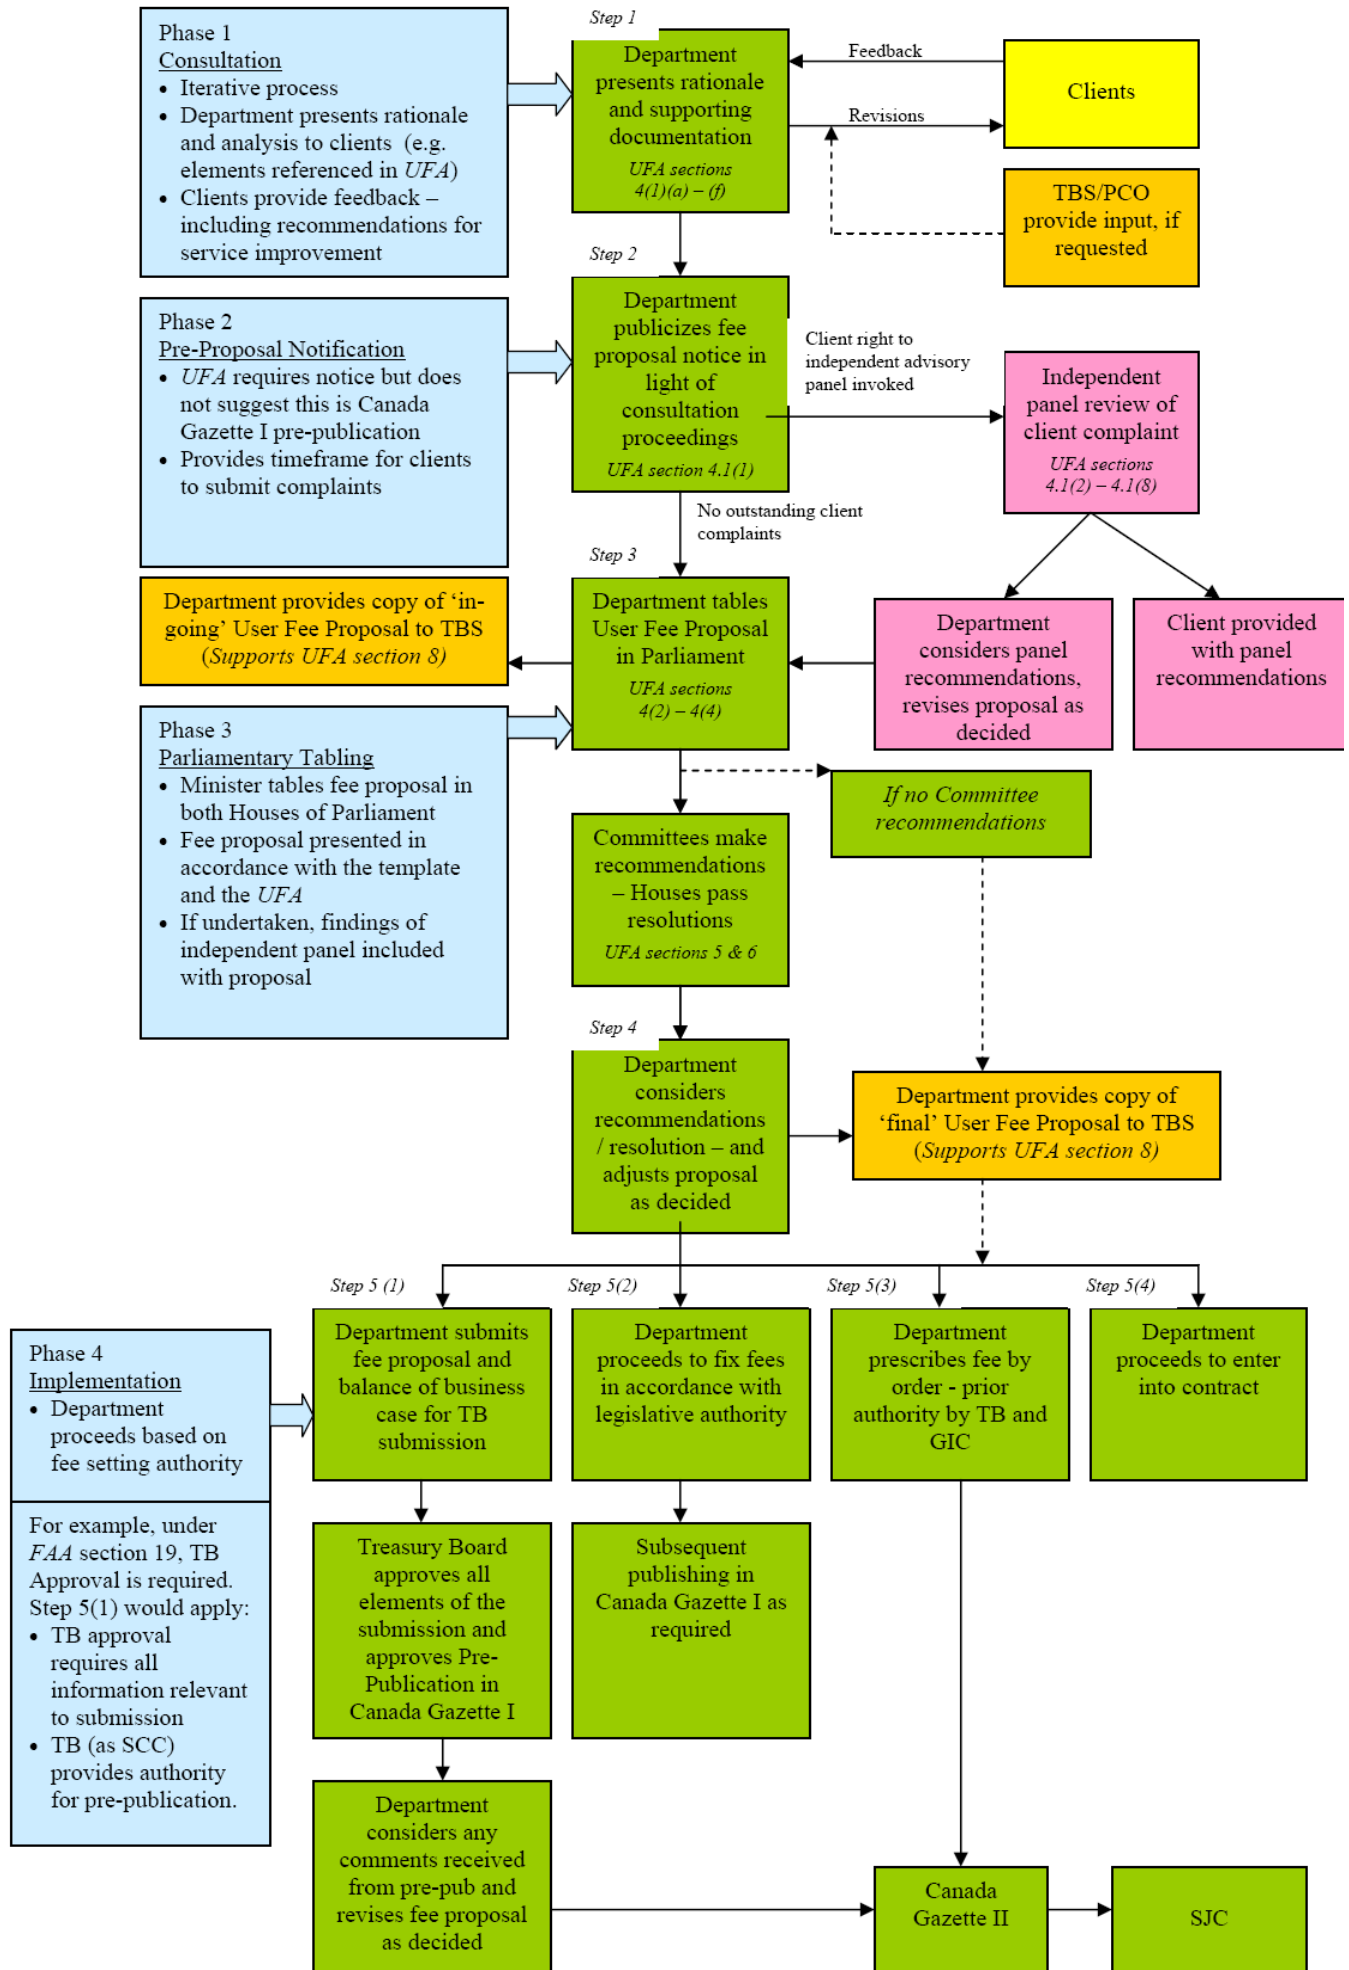 Phase 1
Consultation
• Iterative process
• Department presents rationale
and analysis to clients (e.g.
elements referenced in UFA)
• Clients provide feedback –
including recommendations for
service improvement
Step 1
Department
presents rationale
and supporting
documentation
UFA sections
4(1)(a) – (f)
Feedback
Revisions
Clients
TBS/PCO
provide input, if
requested
Phase 2
Pre-Proposal Notification
• UFA requires notice but does
not suggest this is Canada
Gazette I pre-publication
• Provides timeframe for clients
to submit complaints
Step 2
Department
publicizes fee
proposal notice in
light of
consultation
proceedings
UFA section 4.1(1)
Client right to
independent advisory
panel invoked
Independent
panel review of
client complaint
UFA sections
4.1(2) – 4.1(8)
No outstanding client
complaints
Step 3
Department provides copy of ‘in-
going’ User Fee Proposal to TBS
(Supports UFA section 8)
Department tables
User Fee Proposal
in Parliament
UFA sections
4(2) – 4(4)
Department
considers panel
recommendations,
revises proposal as
decided
Client provided
with panel
recommendations
Phase 3
Parliamentary Tabling
• Minister tables fee proposal in
both Houses of Parliament
• Fee proposal presented in
accordance with the template
and the UFA
• If undertaken, findings of
independent panel included
with proposal
If no Committee
recommendations
Committees make
recommendations
– Houses pass
resolutions
UFA sections 5 & 6
Step 4
Department
considers
recommendations
/ resolution – and
adjusts proposal
as decided
Department provides copy of
‘final’ User Fee Proposal to TBS
(Supports UFA section 8)
Step 5 (1)
Step 5(2)
Step 5(3)
Step 5(4)
Phase 4
Implementation
• Department
proceeds based on
fee setting authority
For example, under
FAA section 19, TB
Approval is required.
Step 5(1) would apply:
• TB approval
requires all
information relevant
to submission
• TB (as SCC)
provides authority
for pre-publication.
Department submits
fee proposal and
balance of business
case for TB
submission
Department
proceeds to fix fees
in accordance with
legislative authority
Department
prescribes fee by
order - prior
authority by TB and
GIC
Department
proceeds to enter
into contract
Treasury Board
approves all
elements of the
submission and
approves Pre-
Publication in
Canada Gazette I
Subsequent
publishing in
Canada Gazette I as
required
Department
considers any
comments received
from pre-pub and
revises fee proposal
as decided
Canada
Gazette II
SJC